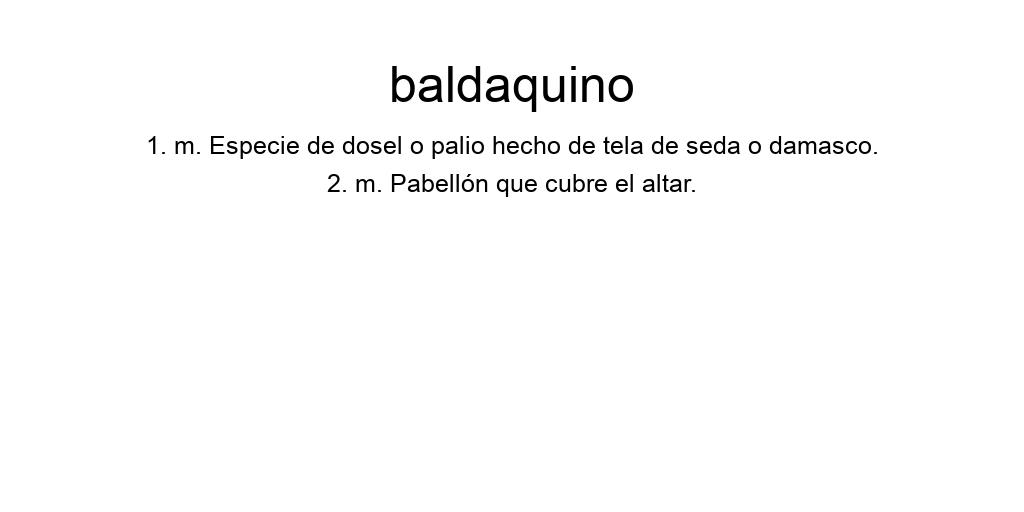 baldaquino
1. m. Especie de dosel o palio hecho de tela de seda o damasco.
2. m. Pabellón que cubre el altar.